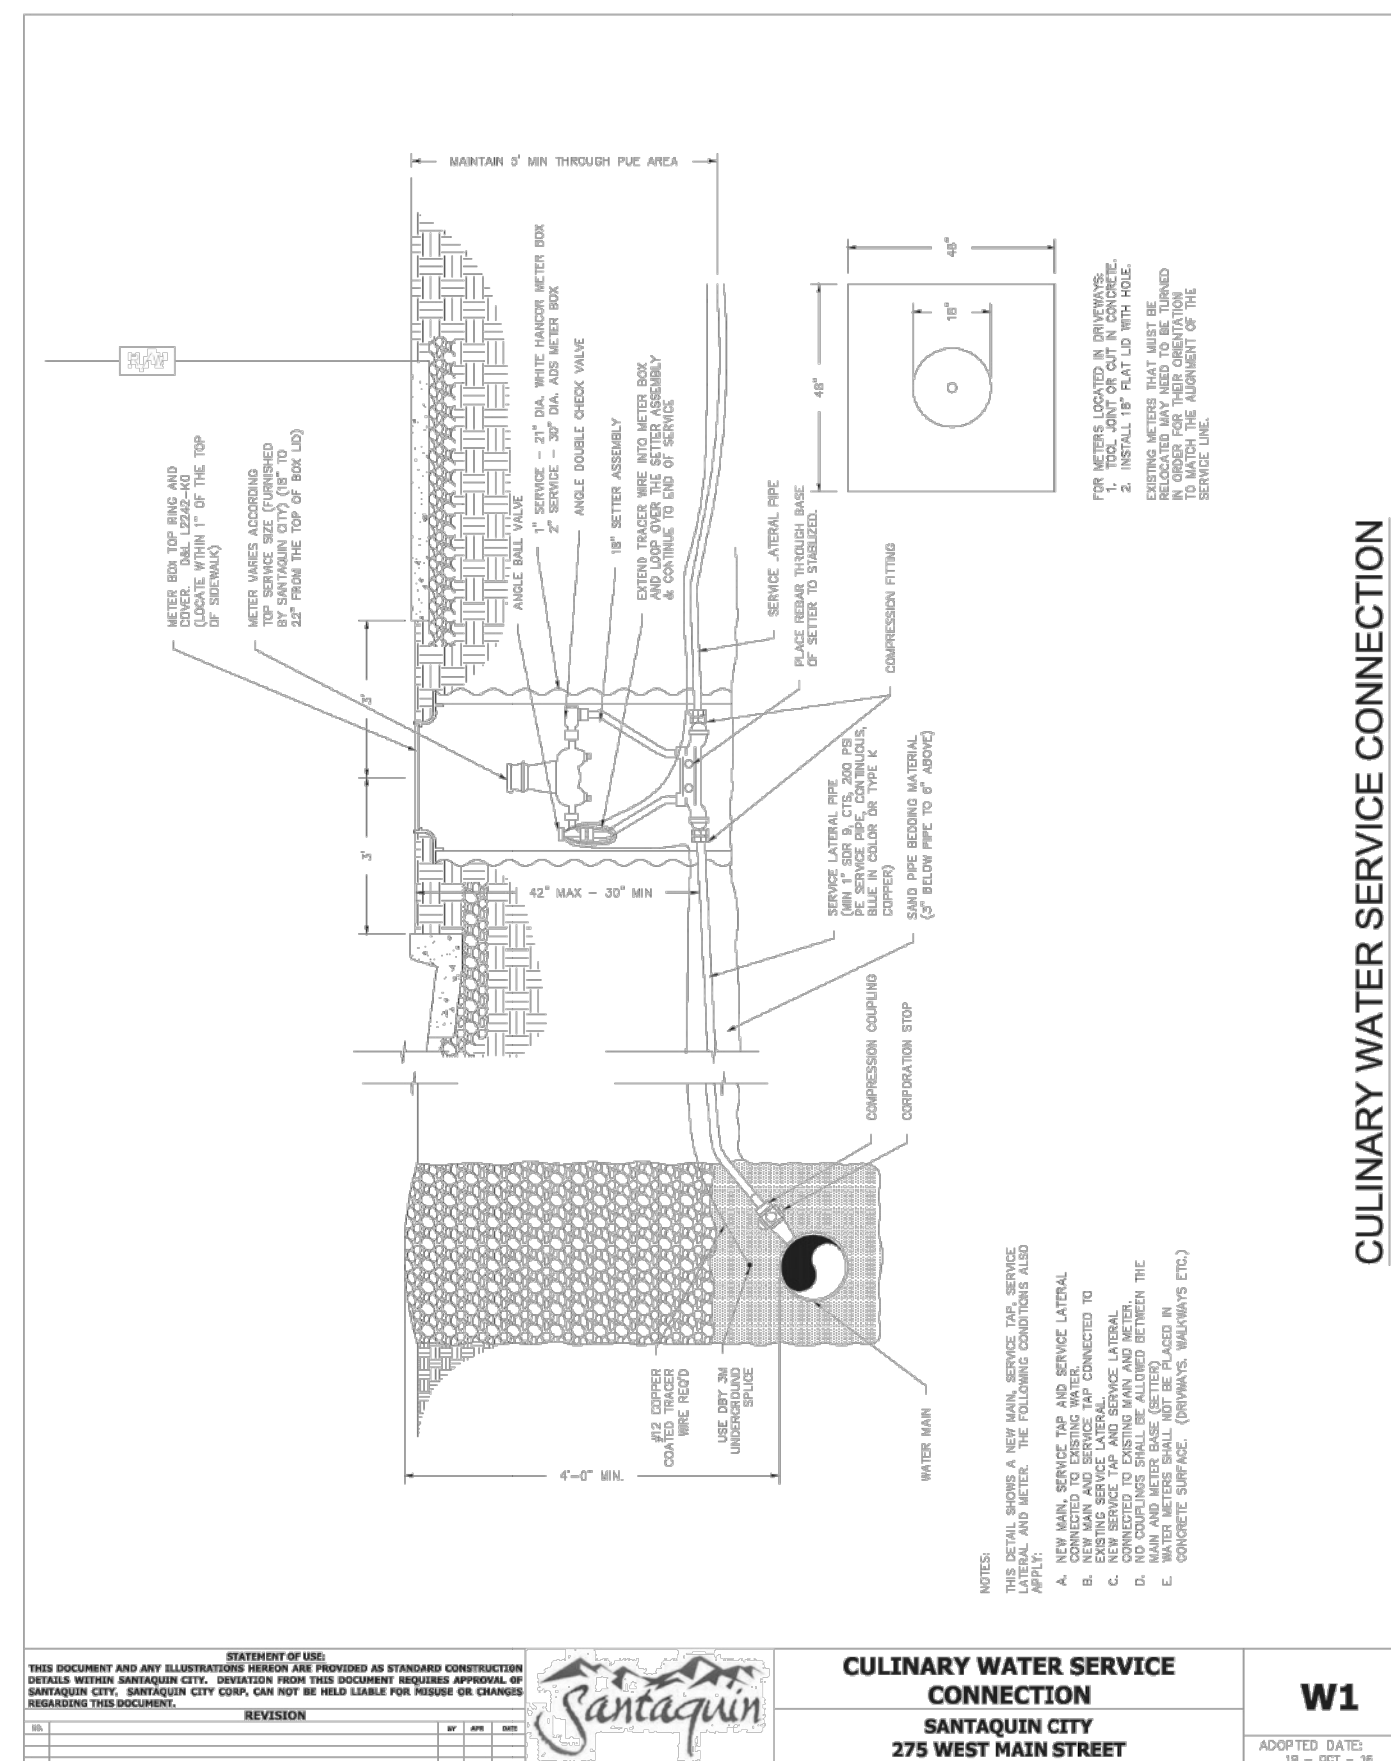 MAINTAIN 5' MIN THROUGH PUE AREA
METER BOX TOP RING AND
COVER. D&L L2242-KO
(LOCATE WITHIN 1" OF THE TOP
OF SIDEWALK)
METER VARIES ACCORDING
TOP SERVICE SIZE (FURNISHED
BY SANTAQUIN CITY) (18" TO
22" FROM THE TOP OF BOX LID)
ANGLE BALL VALVE
1" SERVICE - 21" DIA. WHITE HANCOR METER BOX
2" SERVICE - 30" DIA. ADS METER BOX
ANGLE DOUBLE CHECK VALVE
18" SETTER ASSEMBLY
EXTEND TRACER WIRE INTO METER BOX
AND LOOP OVER THE SETTER ASSEMBLY
& CONTINUE TO END OF SERVICE
SERVICE LATERAL PIPE
PLACE REBAR THROUGH BASE
OF SETTER TO STABILIZED.
COMPRESSION FITTING
48"
48"
18"
FOR METERS LOCATED IN DRIVEWAYS:
1. TOOL JOINT OR CUT IN CONCRETE.
2. INSTALL 18" FLAT LID WITH HOLE.
EXISTING METERS THAT MUST BE
RELOCATED MAY NEED TO BE TURNED
IN ORDER FOR THEIR ORIENTATION
TO MATCH THE ALIGNMENT OF THE
SERVICE LINE.
3'
3'
42" MAX - 30" MIN
SERVICE LATERAL PIPE
(MIN 1" SDR 9, CTS, 200 PSI
PE SERVICE PIPE, CONTINUOUS,
BLUE IN COLOR OR TYPE K
COPPER)
SAND PIPE BEDDING MATERIAL
(3" BELOW PIPE TO 6" ABOVE)
COMPRESSION COUPLING
CORPORATION STOP
#12 COPPER
COATED TRACER
WIRE REQ'D
USE DBY 3M
UNDERGROUND
SPLICE
WATER MAIN
4'-0" MIN.
NOTES:
THIS DETAIL SHOWS A NEW MAIN, SERVICE TAP, SERVICE
LATERAL AND METER. THE FOLLOWING CONDITIONS ALSO
APPLY:
A. NEW MAIN, SERVICE TAP AND SERVICE LATERAL
CONNECTED TO EXISTING WATER.
B. NEW MAIN AND SERVICE TAP CONNECTED TO
EXISTING SERVICE LATERAL.
C. NEW SERVICE TAP AND SERVICE LATERAL
CONNECTED TO EXISTING MAIN AND METER.
D. NO COUPLINGS SHALL BE ALLOWED BETWEEN THE
MAIN AND METER BASE (SETTER)
E. WATER METERS SHALL NOT BE PLACED IN
CONCRETE SURFACE. (DRIVWAYS, WALKWAYS ETC.)
CULINARY WATER SERVICE CONNECTION
STATEMENT OF USE:
THIS DOCUMENT AND ANY ILLUSTRATIONS HEREON ARE PROVIDED AS STANDARD CONSTRUCTION
DETAILS WITHIN SANTAQUIN CITY. DEVIATION FROM THIS DOCUMENT REQUIRES APPROVAL OF
SANTAQUIN CITY. SANTAQUIN CITY CORP, CAN NOT BE HELD LIABLE FOR MISUSE OR CHANGES
REGARDING THIS DOCUMENT.
REVISION
NO. BY APR DATE
Santaquin
CULINARY WATER SERVICE
CONNECTION
SANTAQUIN CITY
275 WEST MAIN STREET
W1
ADOPTED DATE: